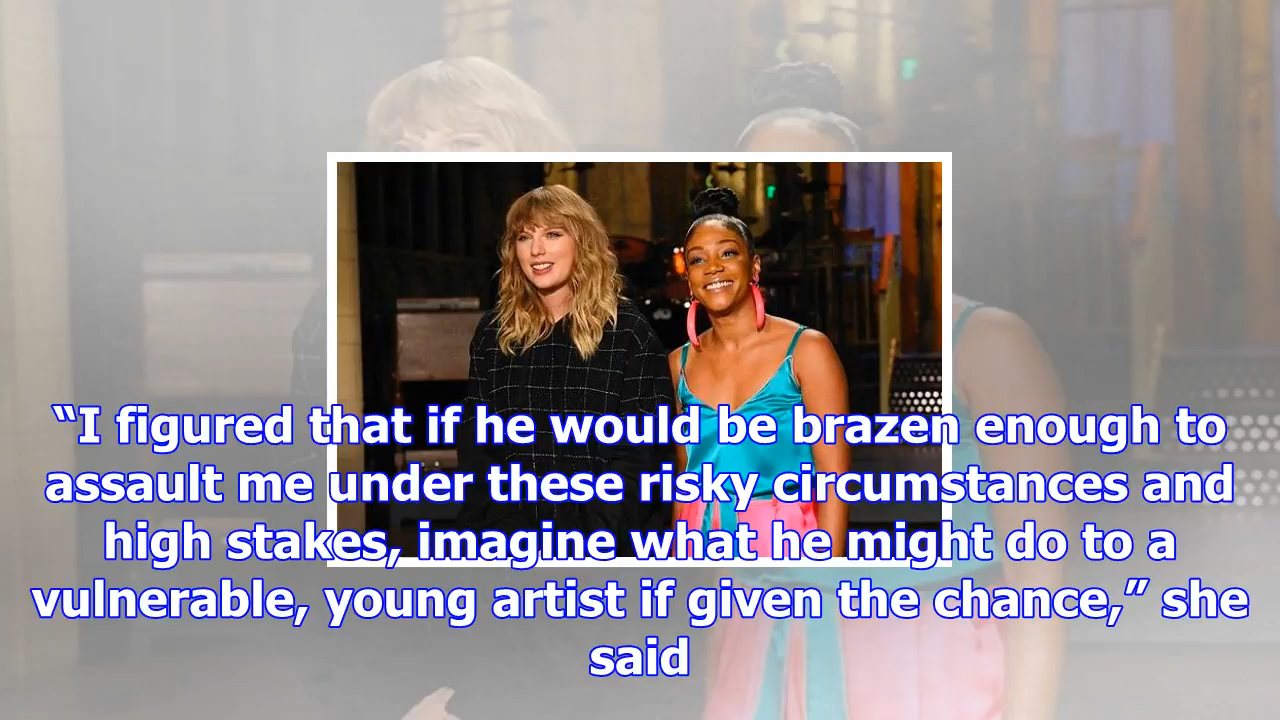 “I figured that if he would be brazen enough to
assault me under these risky circumstances and
high stakes, imagine what he might do to a
vulnerable, young artist if given the chance,” she
said